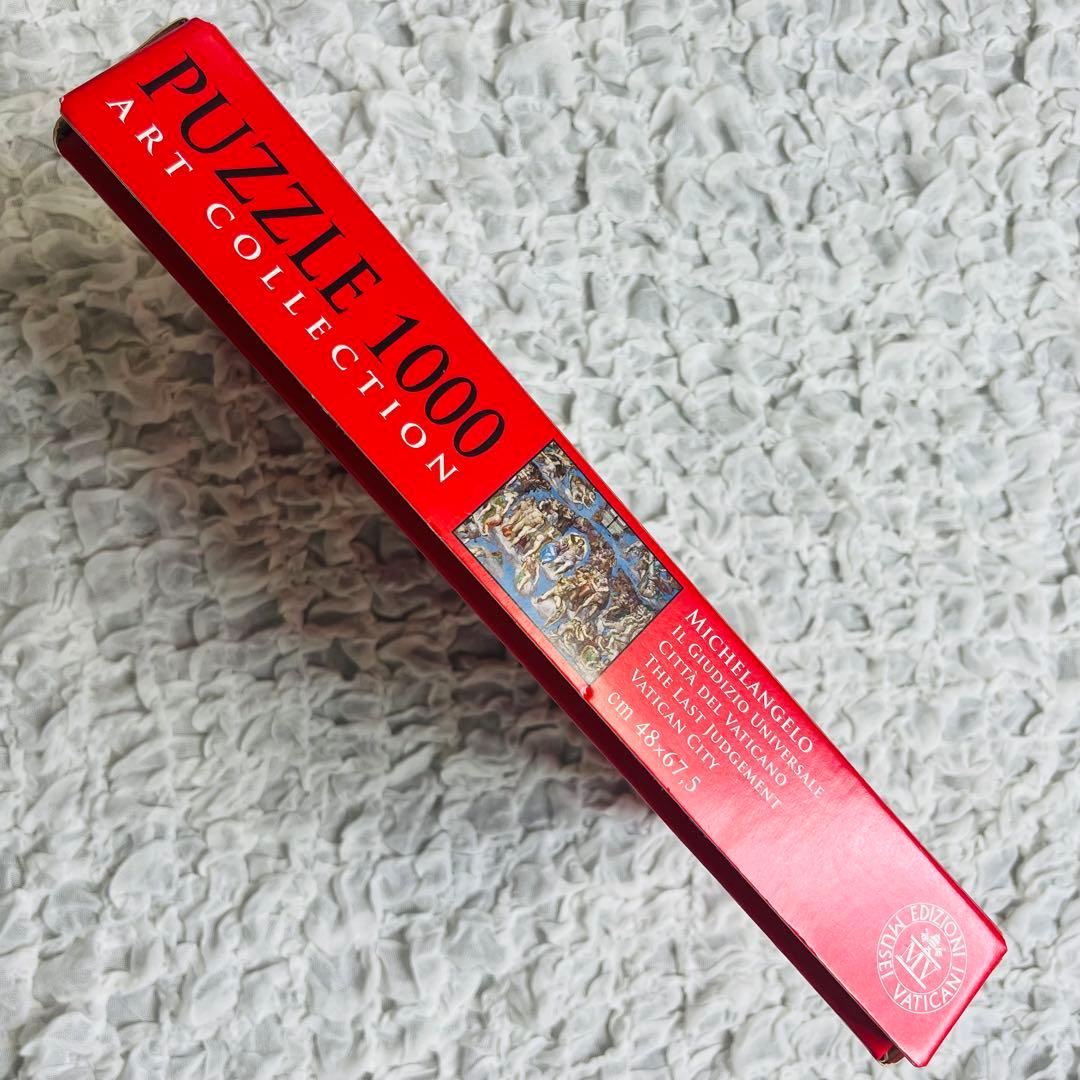 PUZZLE 1000
ART COLLECTION
MICHELANGELO
IL GIUDIZIO UNIVERSALE
CITTÀ DEL VATICANO
THE LAST JUDGEMENT
VATICAN CITY
cm 48x67,5
EDIZIONI MUSEI VATICANI
MV